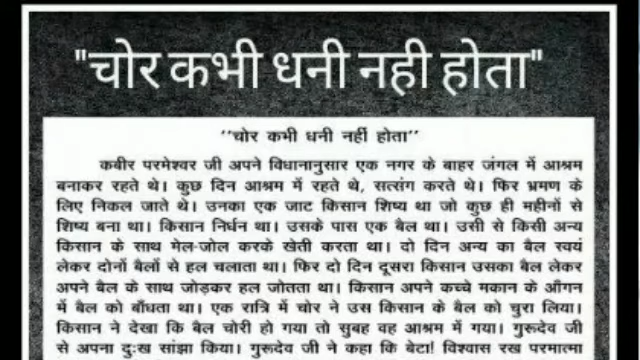 "चोर कभी धनी नही होता"
‘‘चोर कभी धनी नहीं होता’’
कबीर परमेश्वर जी अपने विधानानुसार एक नगर के बाहर जंगल में आश्रम
बनाकर रहते थे। कुछ दिन आश्रम में रहते थे, सत्संग करते थे। फिर भ्रमण के
लिए निकल जाते थे। उनका एक जाट किसान शिष्य था जो कुछ ही महीनों से
शिष्य बना था। किसान निर्धन था। उसके पास एक बैल था। उसी से किसी अन्य
किसान के साथ मेल-जोल करके खेती करता था। दो दिन अन्य का बैल स्वयं
लेकर दोनों बैलों से हल चलाता था। फिर दो दिन दूसरा किसान उसका बैल लेकर
अपने बैल के साथ जोड़कर हल जोतता था। किसान अपने कच्चे मकान के आँगन
में बैल को बाँधता था। एक रात्रि में चोर ने उस किसान के बैल को चुरा लिया।
किसान ने देखा कि बैल चोरी हो गया तो सुबह वह आश्रम में गया। गुरूदेव जी
से अपना दुःख सांझा किया। गुरूदेव जी ने कहा कि बेटा! विश्वास रख परमात्मा